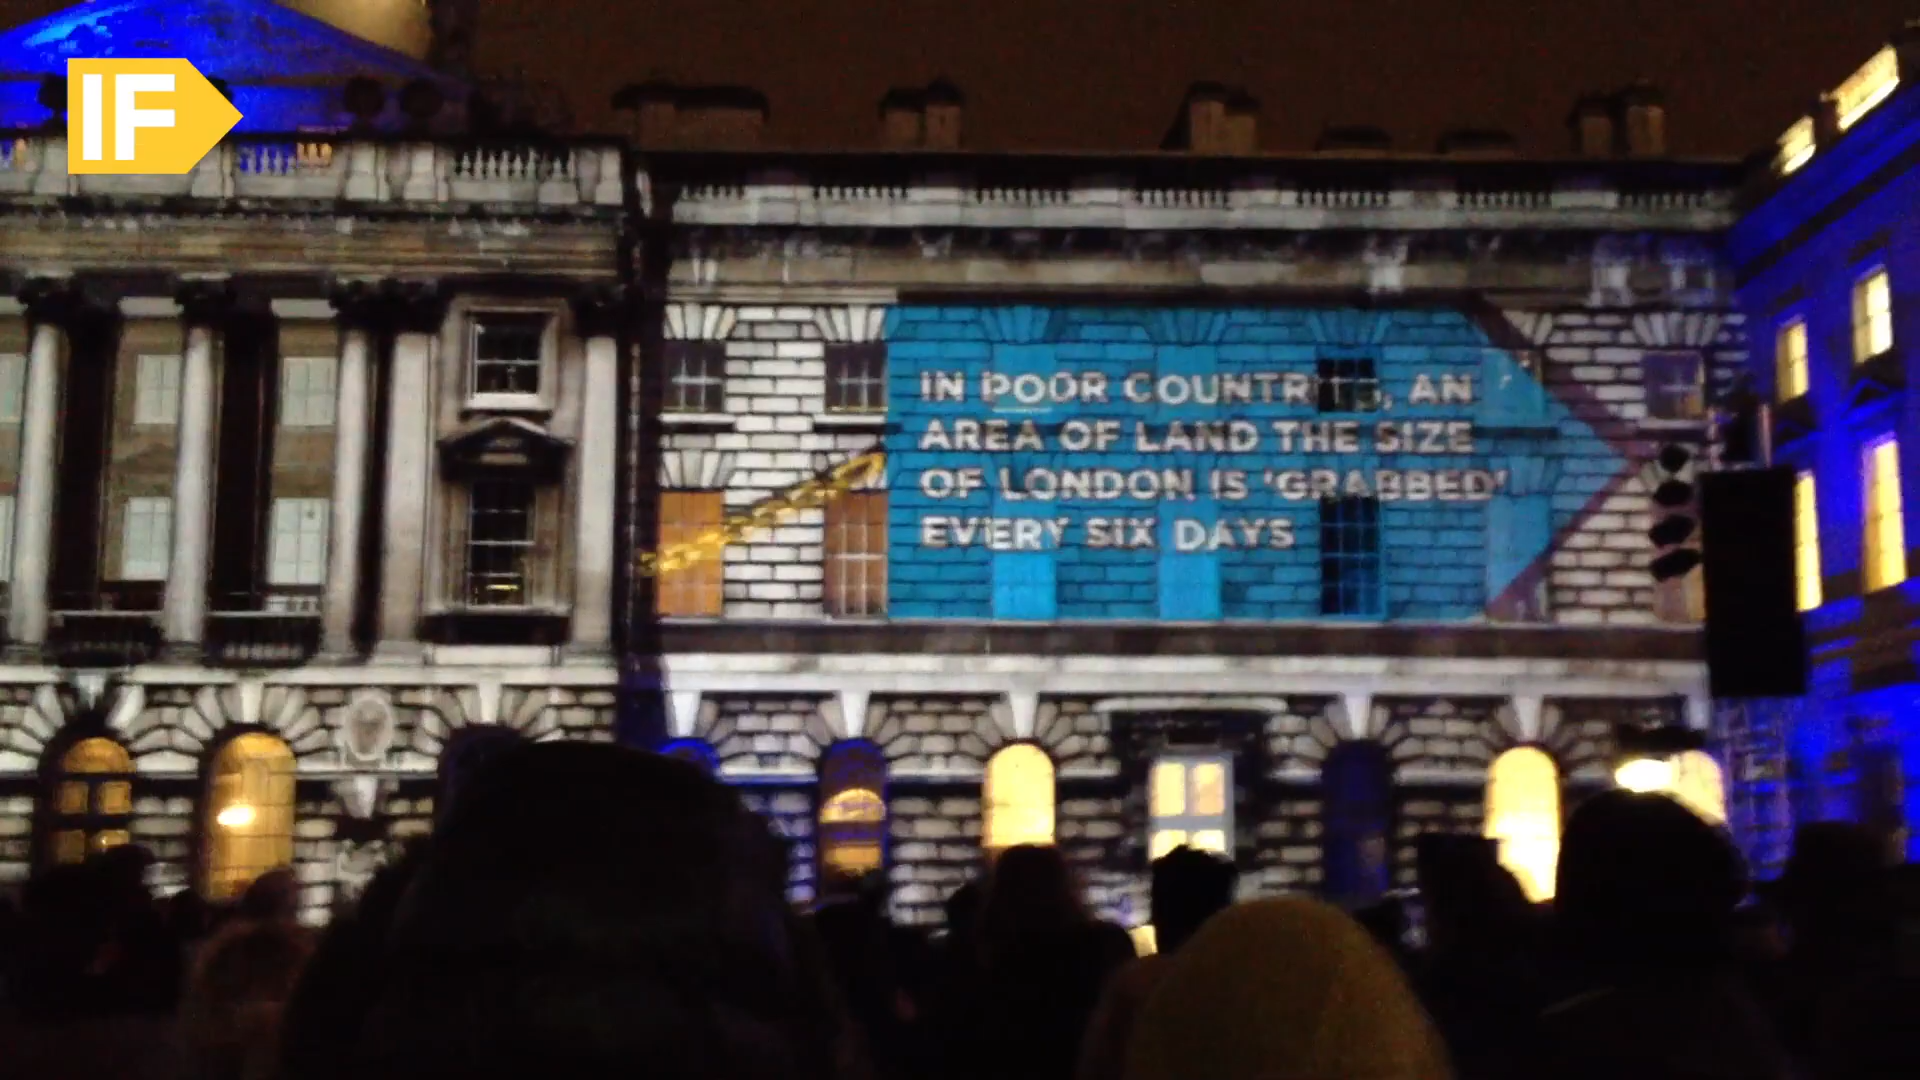 IF
IN POOR COUNTRIES, AN
AREA OF LAND THE SIZE
OF LONDON IS 'GRABBED'
EVERY SIX DAYS